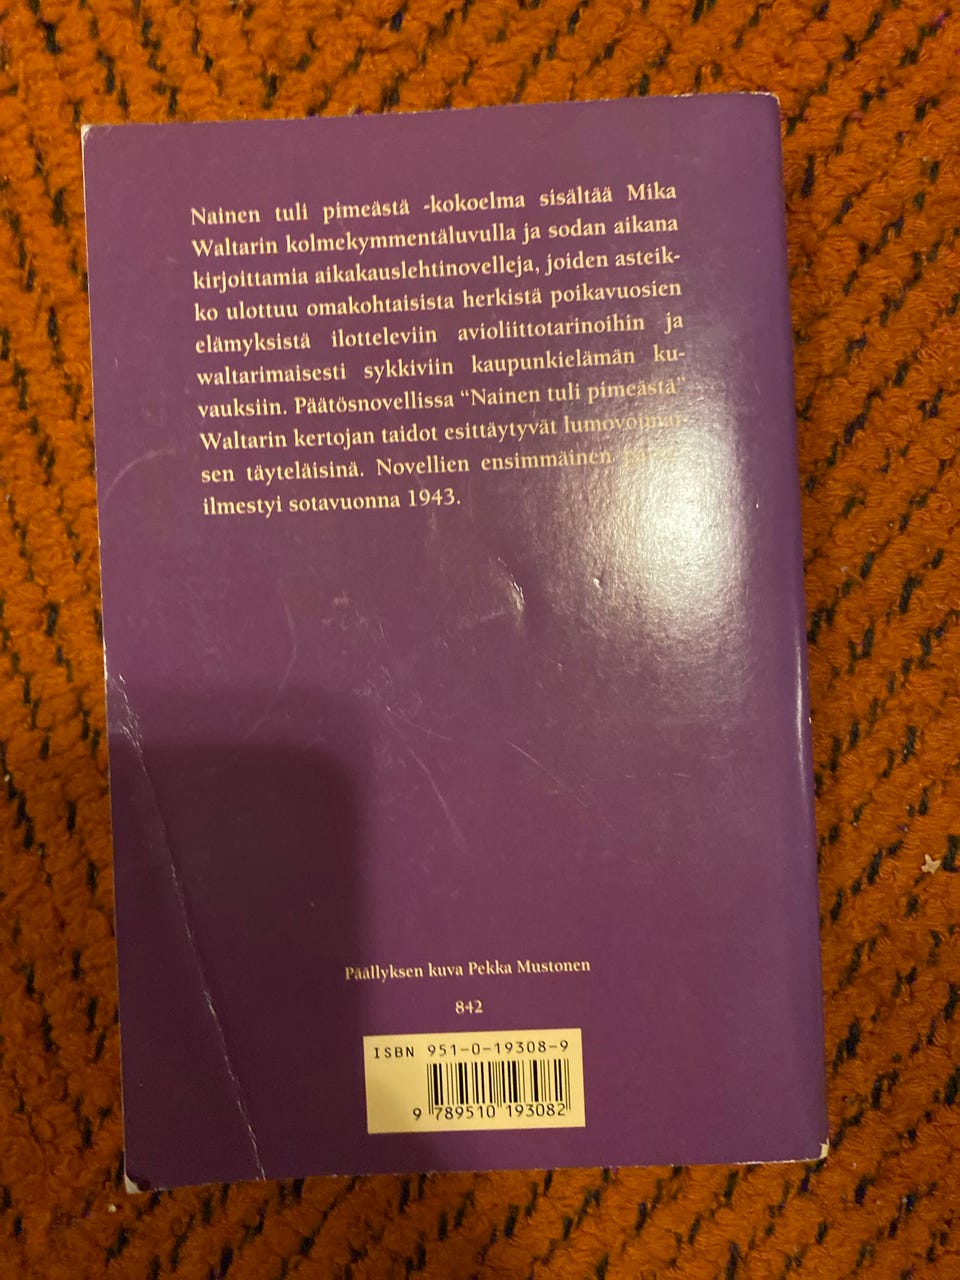 Nainen tuli pimeästä -kokoelma sisältää Mika
Waltarin kolmekymmentäluvulla ja sodan aikana
kirjoittamia aikakauslehtinovelleja, joiden asteik-
ko ulottuu omakohtaisista herkistä poikavuosien
elämyksistä ilotteleviin avioliittotarinoihin ja
waltarimaisesti sykkiviin kaupunkielämän ku-
vauksiin. Päätösnovellissa “Nainen tuli pimeästä”
Waltarin kertojan taidot esittäytyvät lumovoimai-
sen täyteläisinä. Novellien ensimmäinen
ilmestyi sotavuonna 1943.
Päällyksen kuva Pekka Mustonen
842
ISBN 951-0-19308-9
9 789510 193082